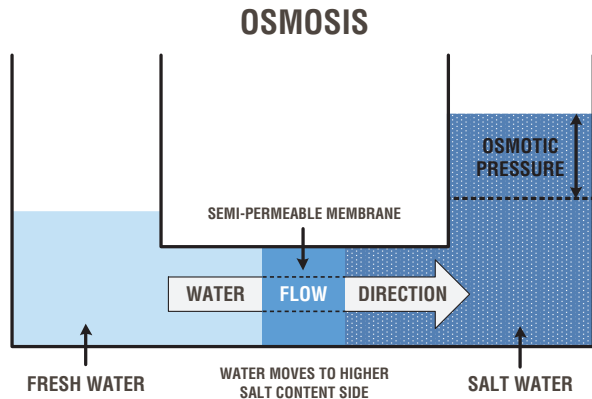 OSMOSIS
OSMOTIC
PRESSURE
SEMI-PERMEABLE MEMBRANE
WATER FLOW DIRECTION
FRESH WATER
WATER MOVES TO HIGHER
SALT CONTENT SIDE
SALT WATER